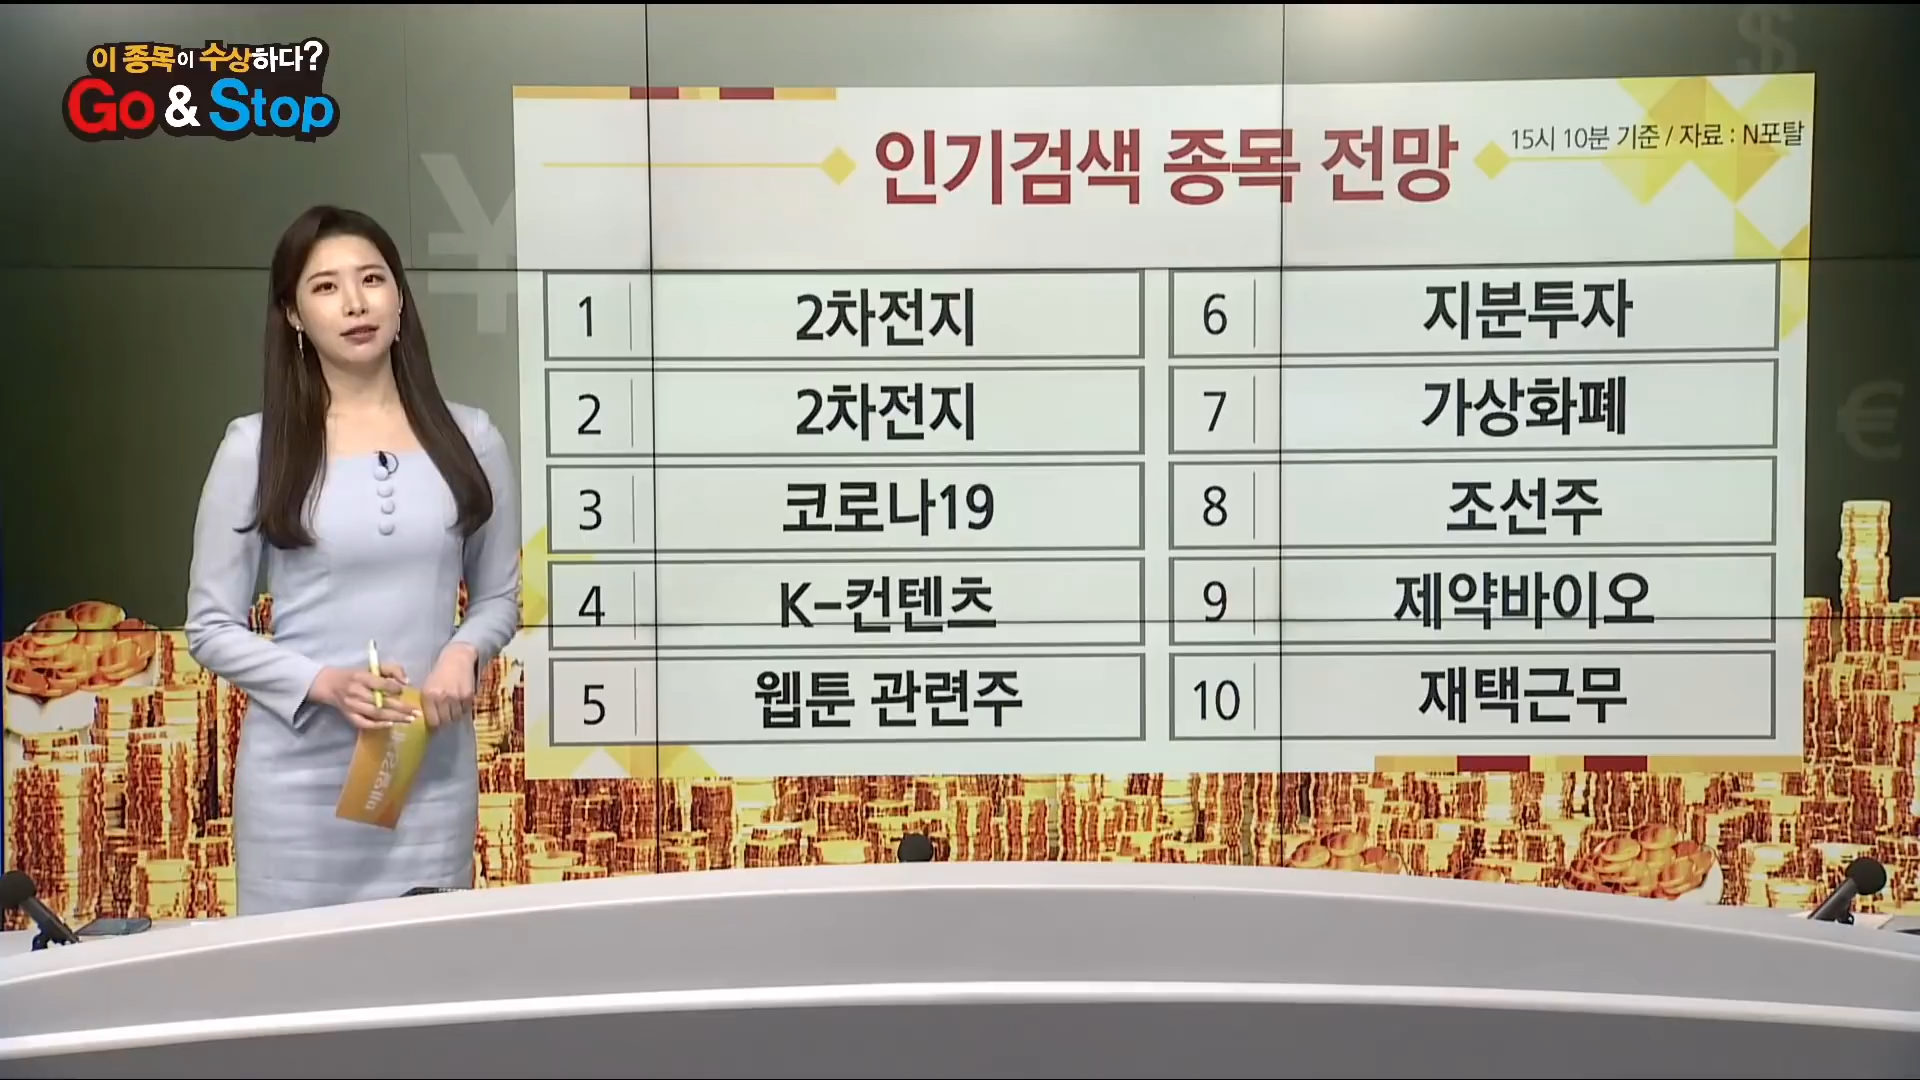 이 종목이 수상하다?
Go & Stop
인기검색 종목 전망
15시 10분 기준 / 자료 : N포탈
1 2차전지
2 2차전지
3 코로나19
4 K-컨텐츠
5 웹툰 관련주
6 지분투자
7 가상화폐
8 조선주
9 제약바이오
10 재택근무
¥
$
€